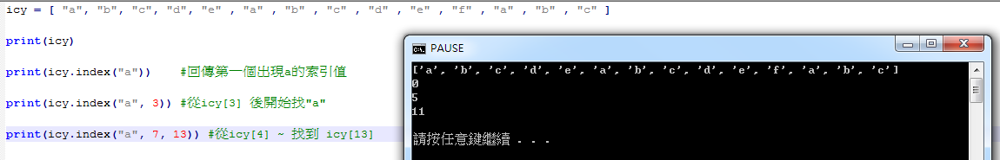 icy = [ "a", "b", "c", "d", "e" , "a" , "b" , "c" , "d" , "e" , "f" , "a" , "b" , "c" ]
print(icy)
print(icy.index("a")) #回傳第一個出現a的索引值
print(icy.index("a", 3)) #從icy[3] 後開始找"a"
print(icy.index("a", 7, 13)) #從icy[4] ~ 找到 icy[13]
C:\.
PAUSE
['a', 'b', 'c', 'd', 'e', 'a', 'b', 'c', 'd', 'e', 'f', 'a', 'b', 'c']
0
5
11
請按任意鍵繼續 . . .